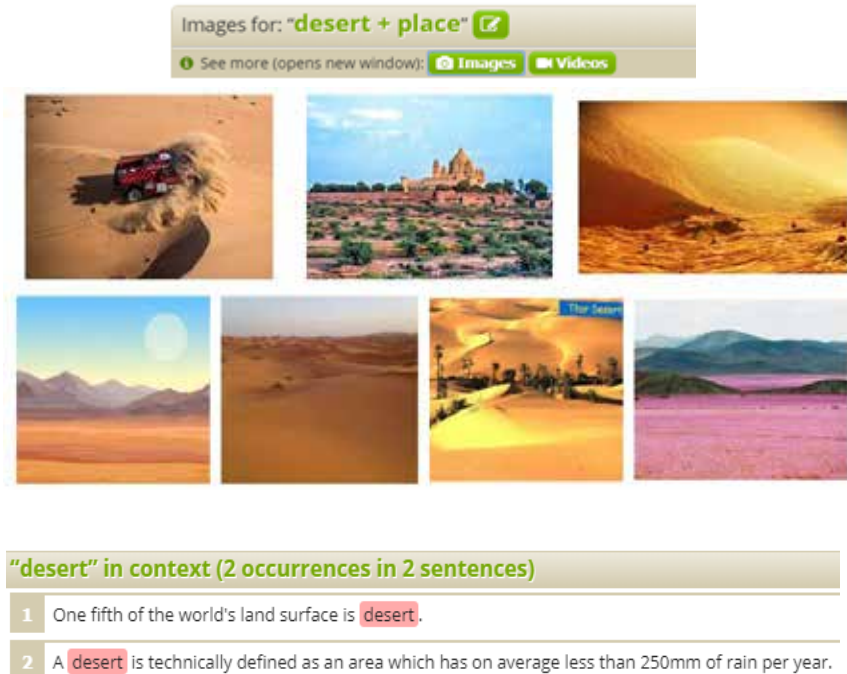 Images for: “desert + place”
See more (opens new window): Images Videos
Thar Desert
“desert” in context (2 occurrences in 2 sentences)
1 One fifth of the world's land surface is desert.
2 A desert is technically defined as an area which has on average less than 250mm of rain per year.